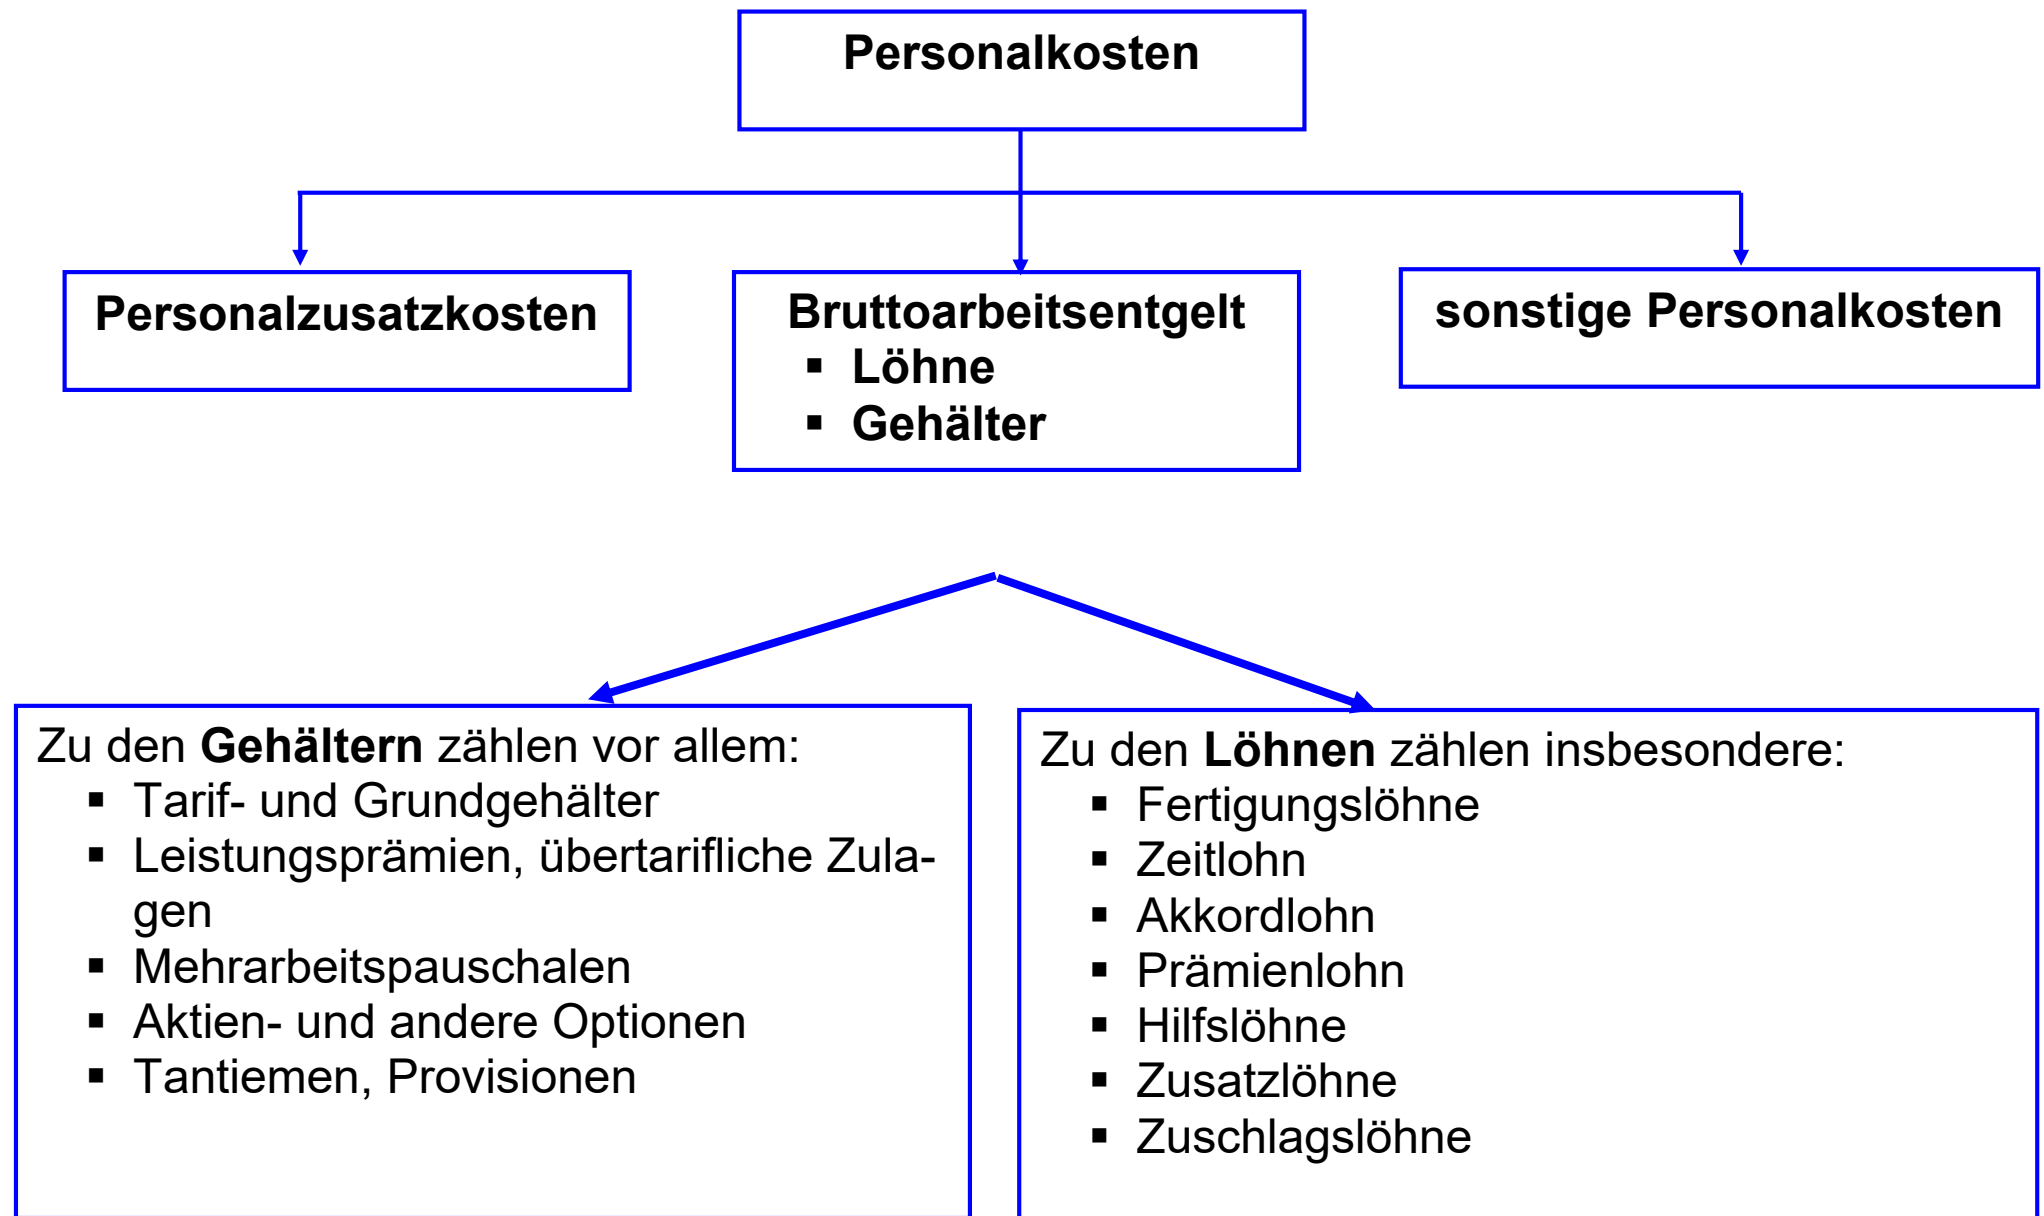 Personalkosten
Personalzusatzkosten
Bruttoarbeitsentgelt
▪ Löhne
▪ Gehälter
sonstige Personalkosten
Zu den Gehältern zählen vor allem:
▪ Tarif- und Grundgehälter
▪ Leistungsprämien, übertarifliche Zula-
gen
▪ Mehrarbeitspauschalen
▪ Aktien- und andere Optionen
▪ Tantiemen, Provisionen
Zu den Löhnen zählen insbesondere:
▪ Fertigungslöhne
▪ Zeitlohn
▪ Akkordlohn
▪ Prämienlohn
▪ Hilfslöhne
▪ Zusatzlöhne
▪ Zuschlagslöhne